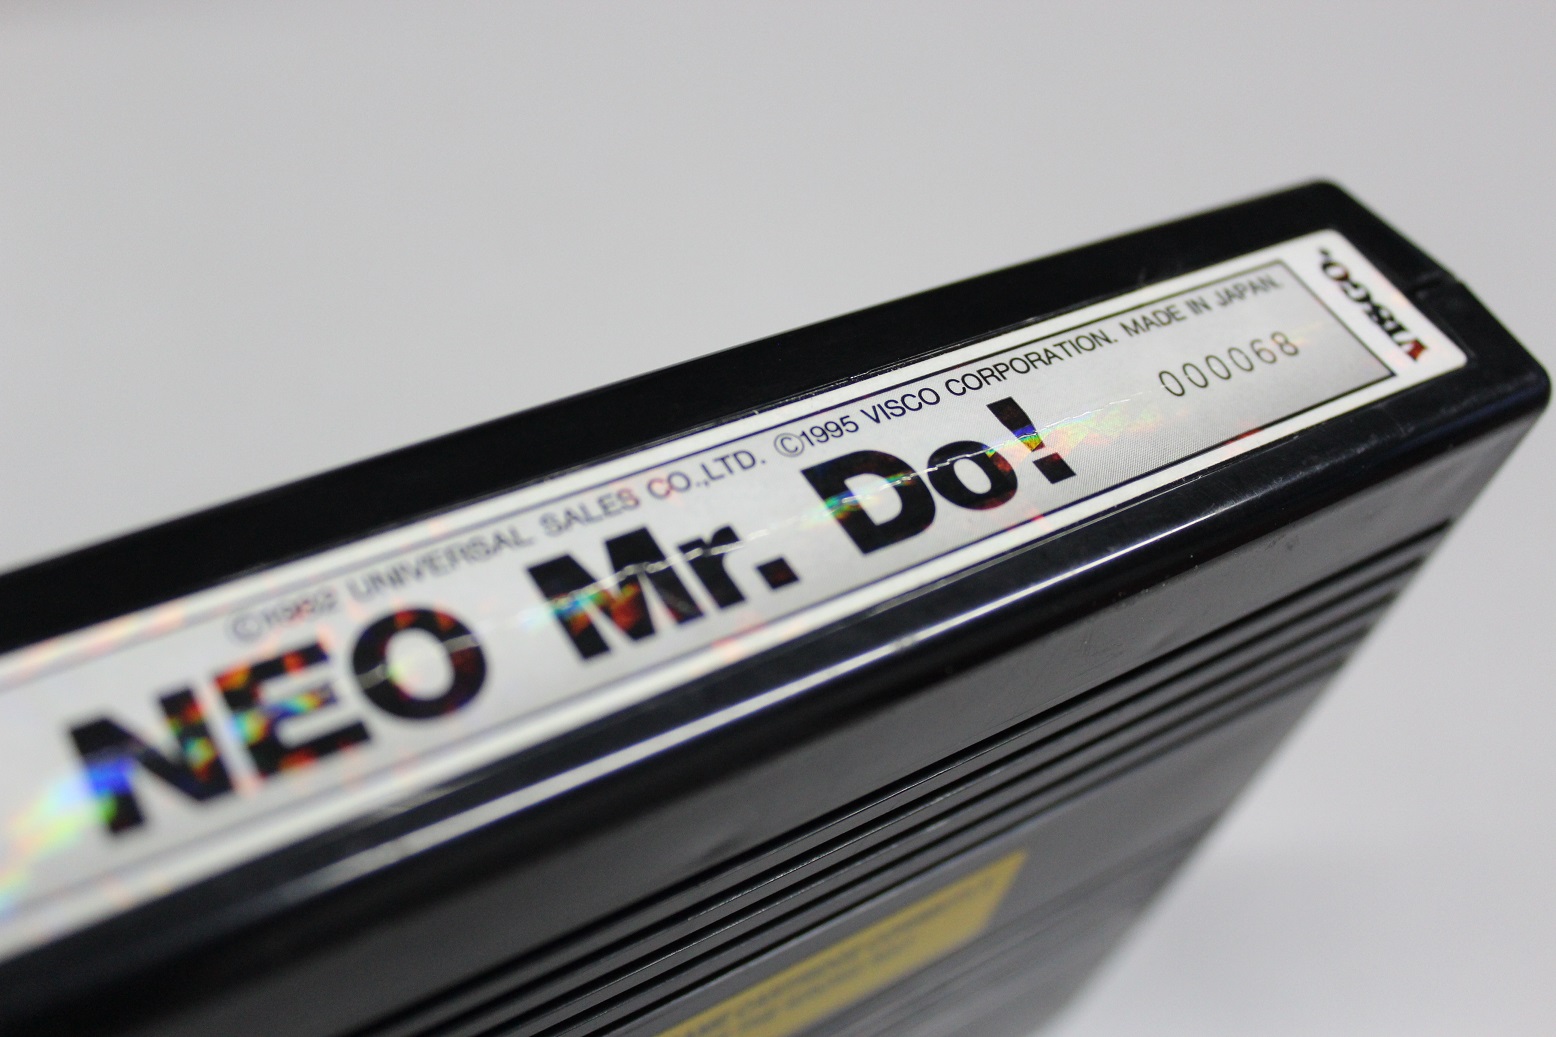 ©1982 UNIVERSAL SALES CO.,LTD. ©1995 VISCO CORPORATION. MADE IN JAPAN.
NEO Mr. Do!
000068
VISCO